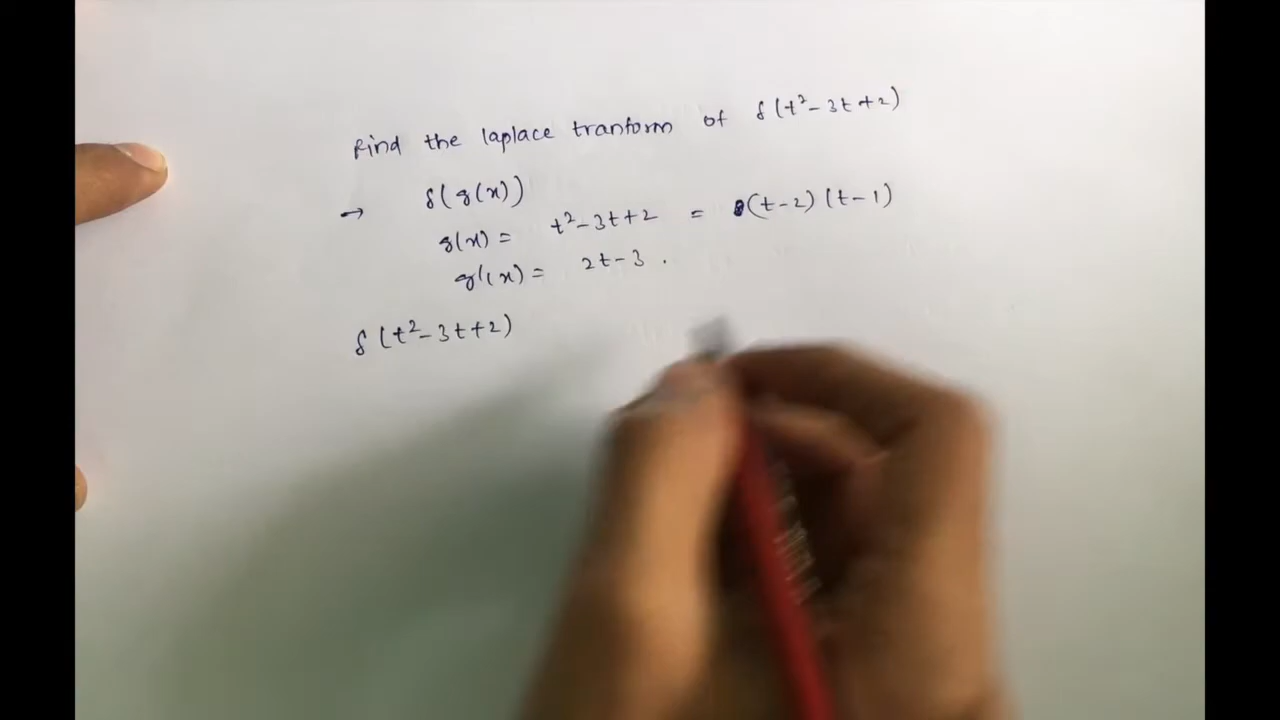 Find the laplace tranform of δ(t²-3t+2)
→ δ(g(x))
g(x) = t²-3t+2 = (t-2)(t-1)
g'(x) = 2t-3.
δ(t²-3t+2)